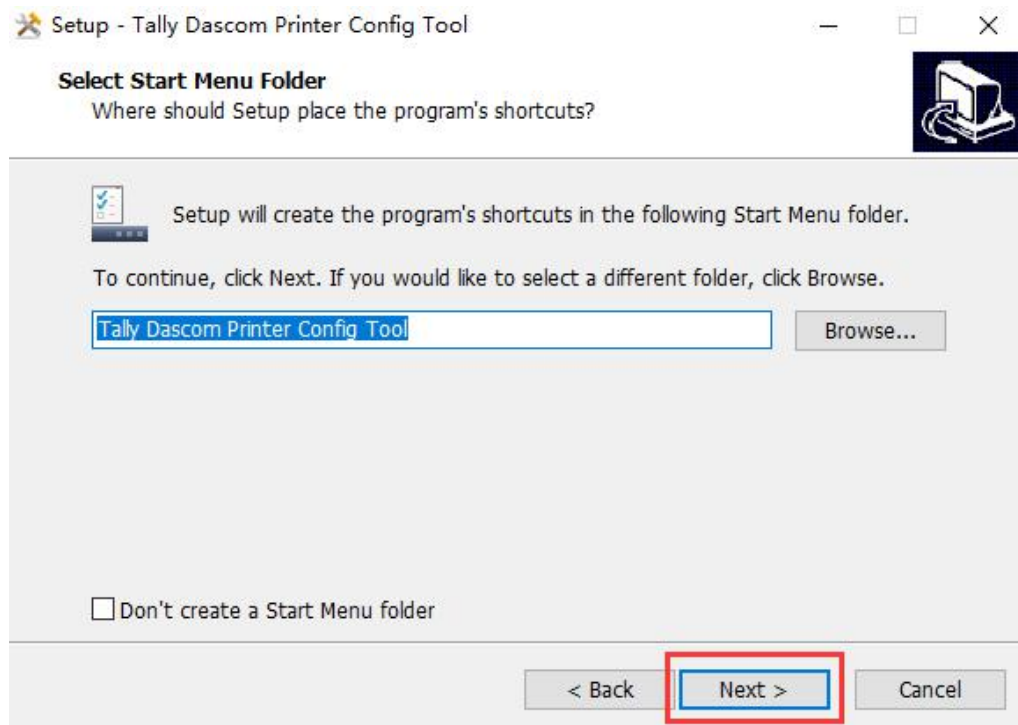 Setup - Tally Dascom Printer Config Tool
Select Start Menu Folder
Where should Setup place the program's shortcuts?
Setup will create the program's shortcuts in the following Start Menu folder.
To continue, click Next. If you would like to select a different folder, click Browse.
Tally Dascom Printer Config Tool
Browse...
Don't create a Start Menu folder
< Back
Next >
Cancel